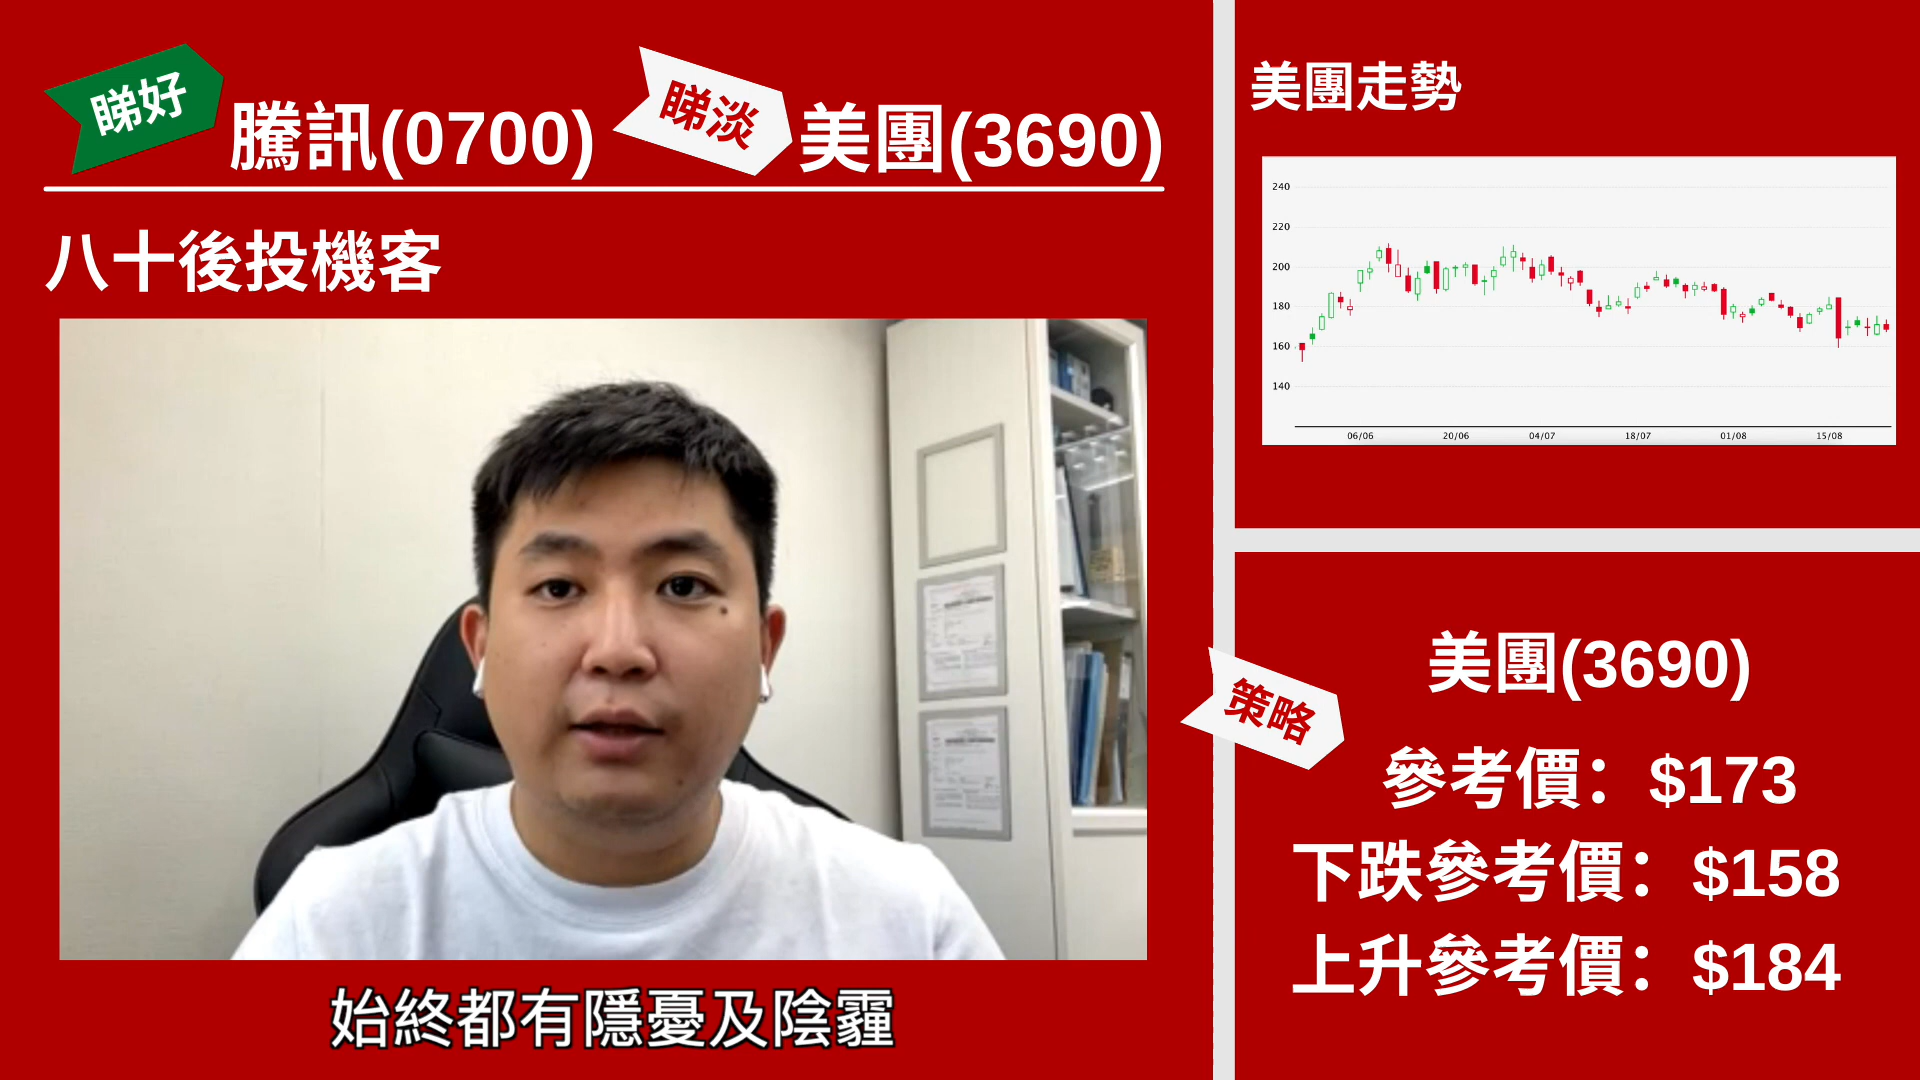 睇好
騰訊(0700)
睇淡
美團(3690)
八十後投機客
始終都有隱憂及陰霾
美團走勢
240
220
200
180
160
140
06/06
20/06
04/07
18/07
01/08
15/08
策略
美團(3690)
參考價：$173
下跌參考價：$158
上升參考價：$184